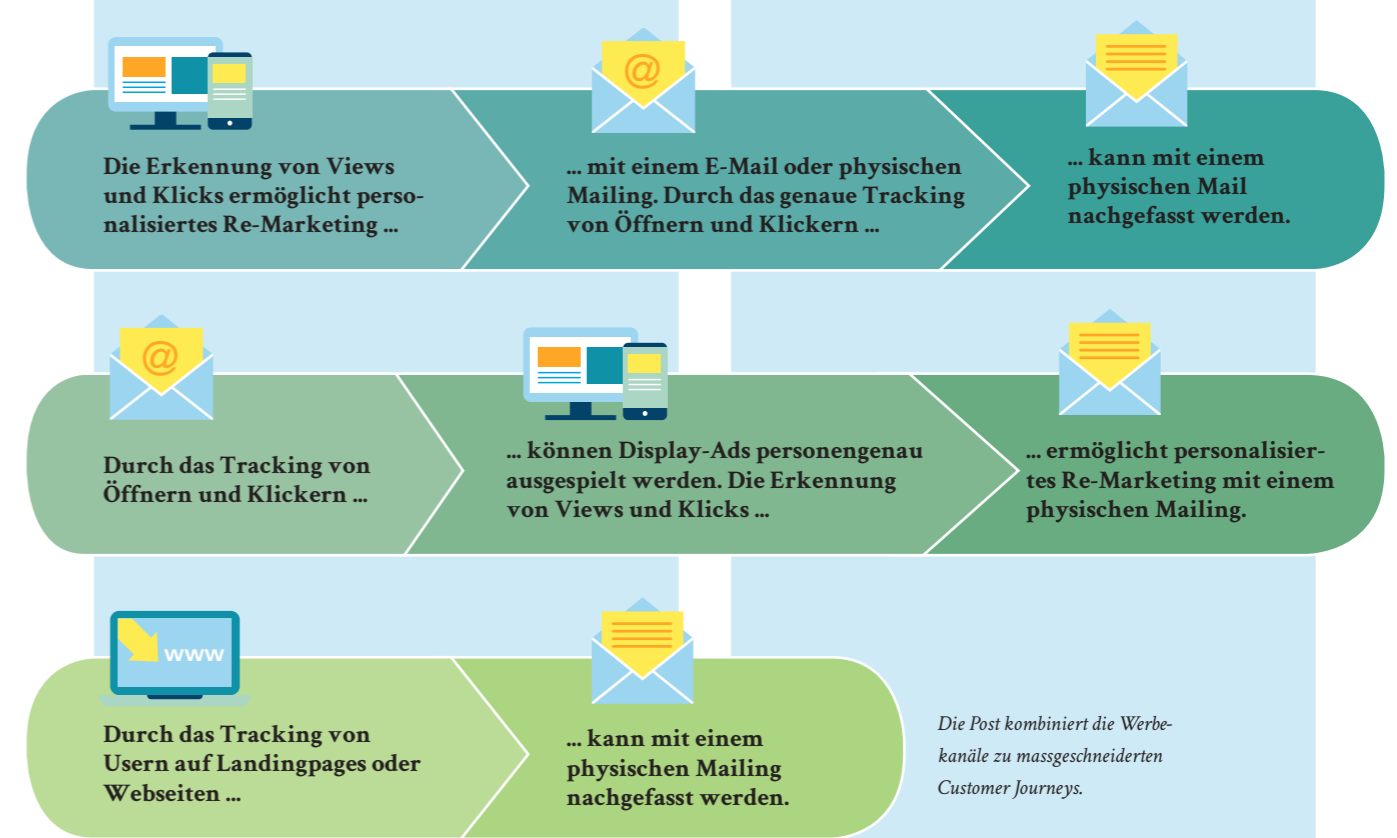 @
Die Erkennung von Views
und Klicks ermöglicht perso-
nalisiertes Re-Marketing ...
... mit einem E-Mail oder physischen
Mailing. Durch das genaue Tracking
von Öffnern und Klickern ...
... kann mit einem
physischen Mail
nachgefasst werden.
@
Durch das Tracking von
Öffnern und Klickern ...
... können Display-Ads personengenau
ausgespielt werden. Die Erkennung
von Views und Klicks ...
... ermöglicht personalisier-
tes Re-Marketing mit einem
physischen Mailing.
www
Durch das Tracking von
Usern auf Landingpages oder
Webseiten ...
... kann mit einem
physischen Mailing
nachgefasst werden.
Die Post kombiniert die Werbe-
kanäle zu massgeschneiderten
Customer Journeys.